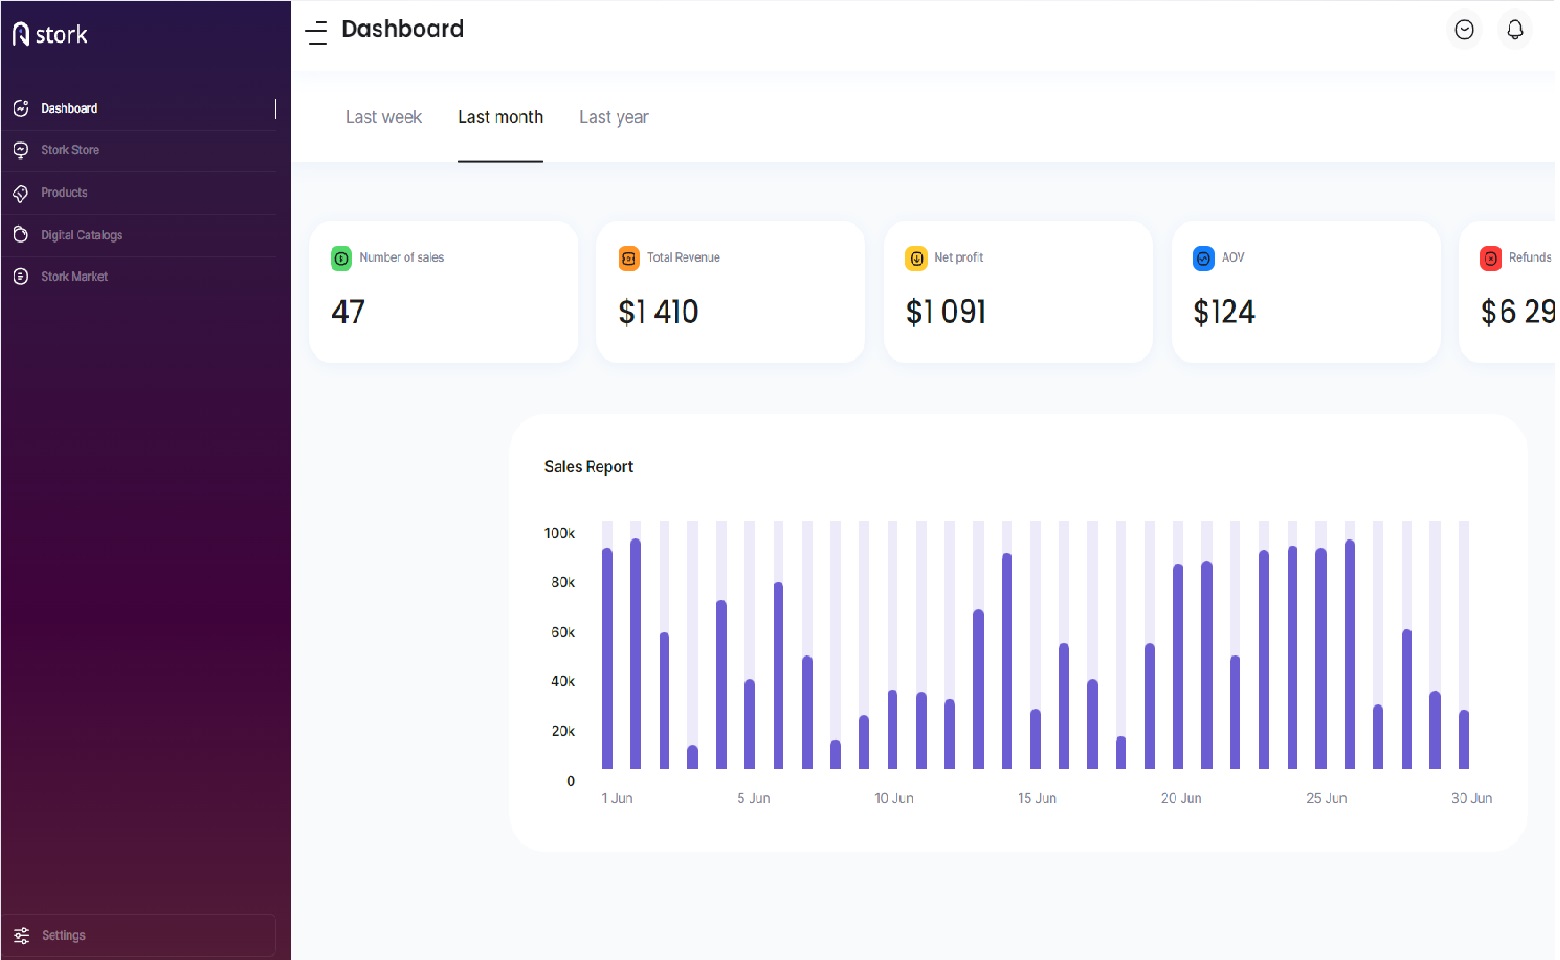 stork
Dashboard
Dashboard
Stork Store
Products
Digital Catalogs
Stork Market
Settings
Last week
Last month
Last year
Number of sales
47
Total Revenue
$1 410
Net profit
$1 091
AOV
$124
Refunds
$6 29
Sales Report
100k
80k
60k
40k
20k
0
1 Jun
5 Jun
10 Jun
15 Jun
20 Jun
25 Jun
30 Jun